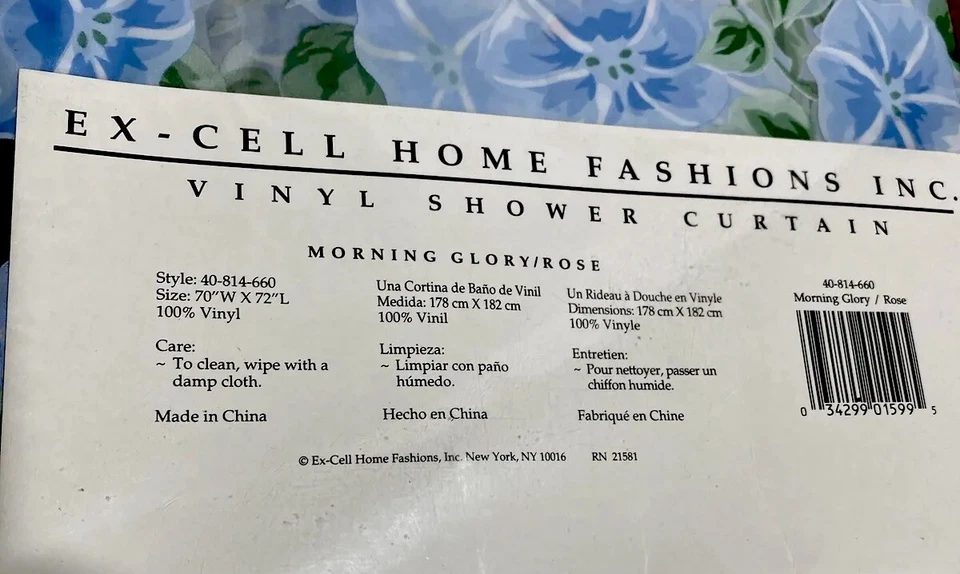 EX-CELL HOME FASHIONS INC.
VINYL SHOWER CURTAIN
MORNING GLORY/ROSE
Style: 40-814-660
Size: 70"W X 72"L
100% Vinyl
Care:
~ To clean, wipe with a
damp cloth.
Made in China
Una Cortina de Baño de Vinil
Medida: 178 cm X 182 cm
100% Vinil
Limpieza:
~ Limpiar con paño
húmedo.
Hecho en China
Un Rideau à Douche en Vinyle
Dimensions: 178 cm X 182 cm
100% Vinyle
Entretien:
~ Pour nettoyer, passer un
chiffon humide.
Fabriqué en Chine
40-814-660
Morning Glory / Rose
0 34299 01599 5
© Ex-Cell Home Fashions, Inc. New York, NY 10016 RN 21581